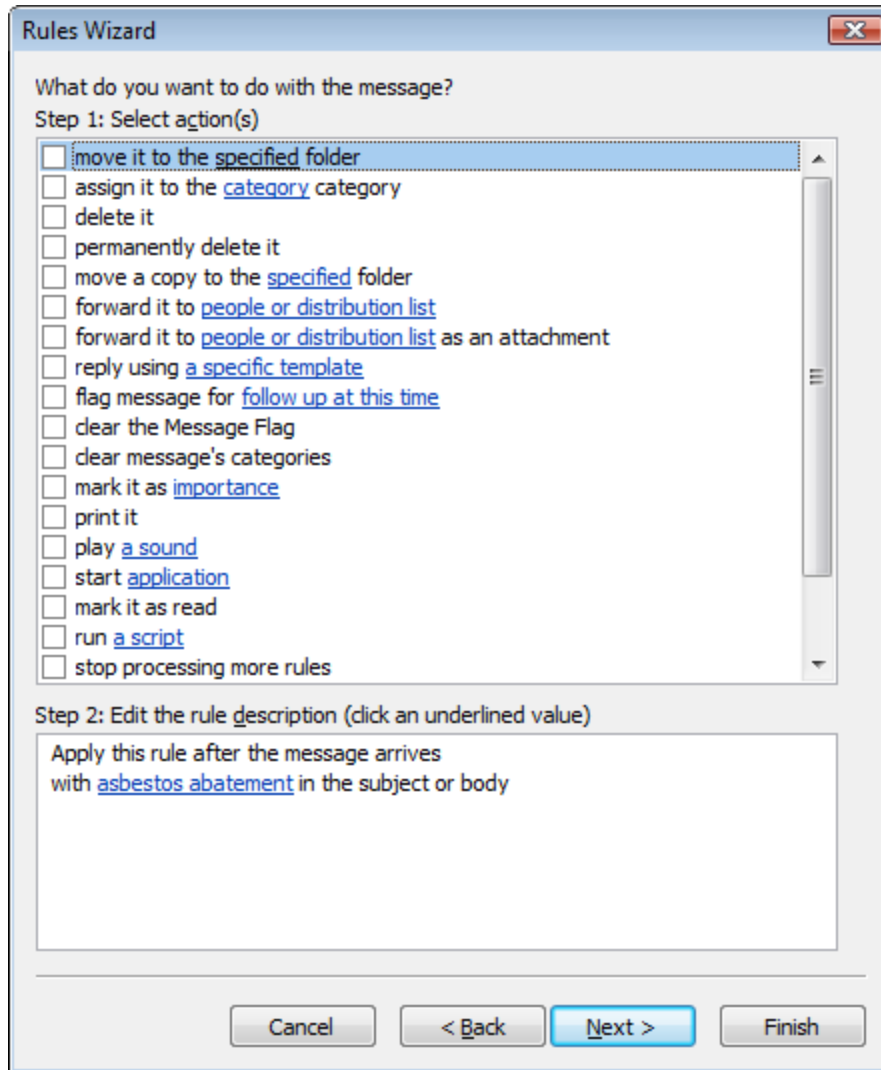 Rules Wizard
What do you want to do with the message?
Step 1: Select action(s)
move it to the specified folder
assign it to the category category
delete it
permanently delete it
move a copy to the specified folder
forward it to people or distribution list
forward it to people or distribution list as an attachment
reply using a specific template
flag message for follow up at this time
clear the Message Flag
clear message's categories
mark it as importance
print it
play a sound
start application
mark it as read
run a script
stop processing more rules
Step 2: Edit the rule description (click an underlined value)
Apply this rule after the message arrives
with asbestos abatement in the subject or body
Cancel < Back Next > Finish